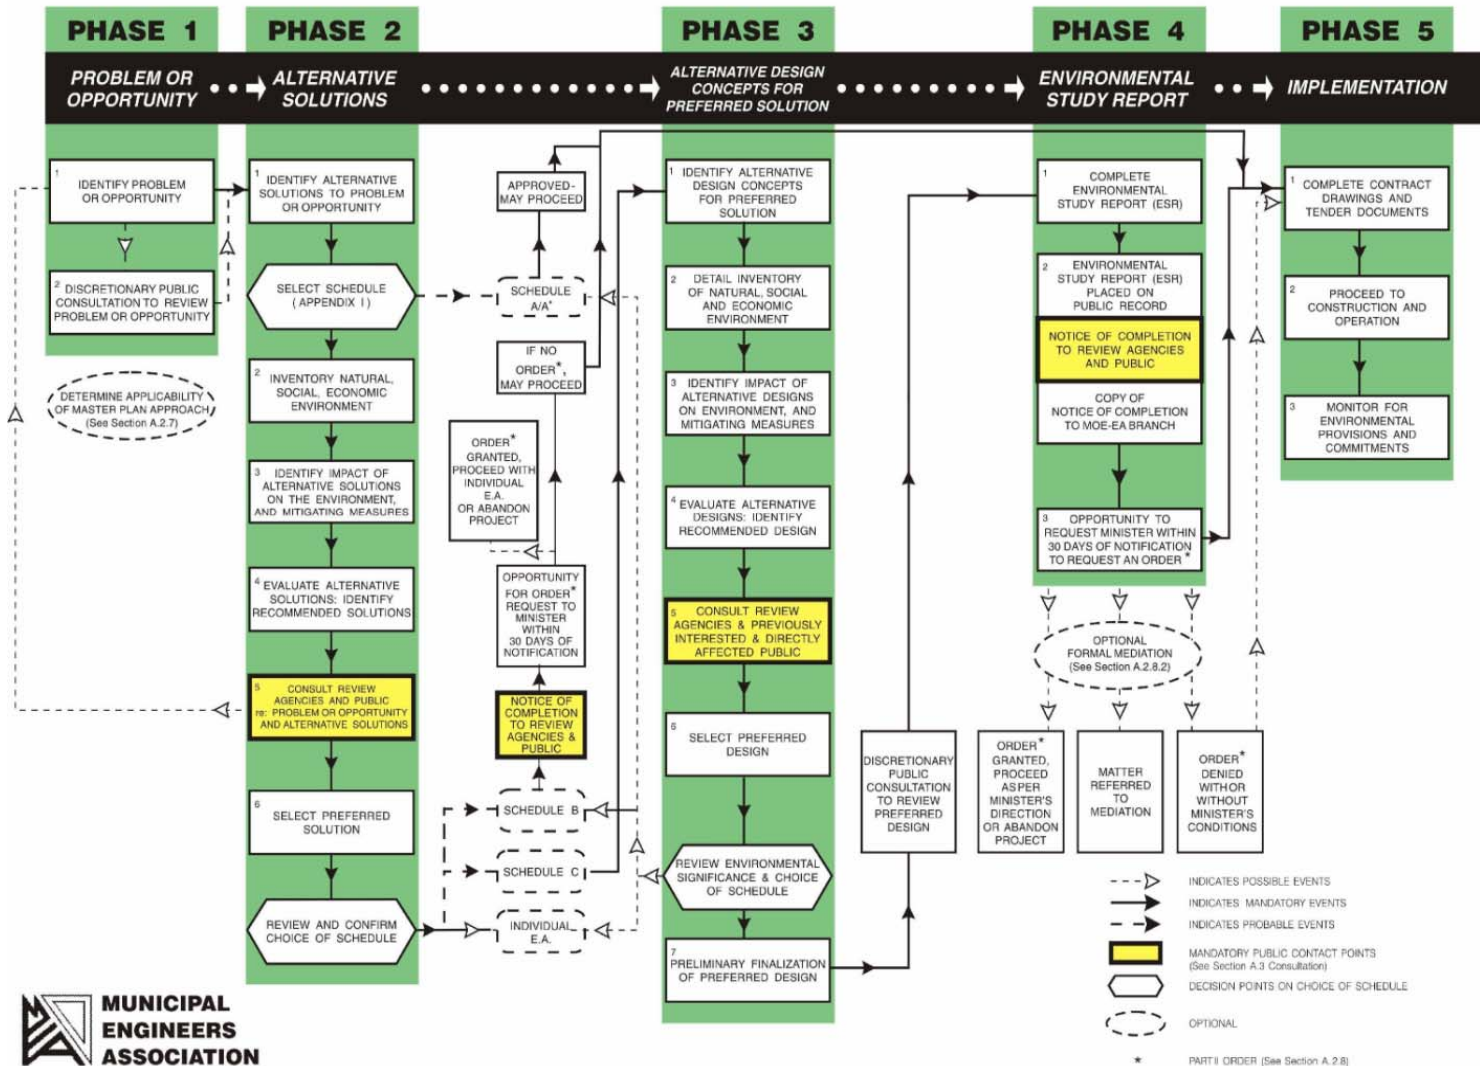 PHASE 1
PHASE 2
PHASE 3
PHASE 4
PHASE 5
PROBLEM OR
OPPORTUNITY
ALTERNATIVE
SOLUTIONS
ALTERNATIVE DESIGN
CONCEPTS FOR
PREFERRED SOLUTION
ENVIRONMENTAL
STUDY REPORT
IMPLEMENTATION
1
IDENTIFY PROBLEM
OR OPPORTUNITY
2
DISCRETIONARY PUBLIC
CONSULTATION TO REVIEW
PROBLEM OR OPPORTUNITY
DETERMINE APPLICABILITY
OF MASTER PLAN APPROACH
(See Section A.2.7)
1
IDENTIFY ALTERNATIVE
SOLUTIONS TO PROBLEM
OR OPPORTUNITY
SELECT SCHEDULE
( APPENDIX I )
2
INVENTORY NATURAL,
SOCIAL, ECONOMIC
ENVIRONMENT
3
IDENTIFY IMPACT OF
ALTERNATIVE SOLUTIONS
ON THE ENVIRONMENT,
AND MITIGATING MEASURES
4
EVALUATE ALTERNATIVE
SOLUTIONS: IDENTIFY
RECOMMENDED SOLUTIONS
5
CONSULT REVIEW
AGENCIES AND PUBLIC
re: PROBLEM OR OPPORTUNITY
AND ALTERNATIVE SOLUTIONS
6
SELECT PREFERRED
SOLUTION
REVIEW AND CONFIRM
CHOICE OF SCHEDULE
APPROVED-
MAY PROCEED
SCHEDULE
A/A+
IF NO
ORDER*,
MAY PROCEED
ORDER*
GRANTED,
PROCEED WITH
INDIVIDUAL
E.A.
OR ABANDON
PROJECT
OPPORTUNITY
FOR ORDER*
REQUEST TO
MINISTER
WITHIN
30 DAYS OF
NOTIFICATION
NOTICE OF
COMPLETION
TO REVIEW
AGENCIES &
PUBLIC
SCHEDULE B
SCHEDULE C
INDIVIDUAL
E.A.
1
IDENTIFY ALTERNATIVE
DESIGN CONCEPTS
FOR PREFERRED
SOLUTION
2
DETAIL INVENTORY
OF NATURAL, SOCIAL
AND ECONOMIC
ENVIRONMENT
3
IDENTIFY IMPACT OF
ALTERNATIVE DESIGNS
ON ENVIRONMENT, AND
MITIGATING MEASURES
4
EVALUATE ALTERNATIVE
DESIGNS: IDENTIFY
RECOMMENDED DESIGN
5
CONSULT REVIEW
AGENCIES & PREVIOUSLY
INTERESTED & DIRECTLY
AFFECTED PUBLIC
6
SELECT PREFERRED
DESIGN
REVIEW ENVIRONMENTAL
SIGNIFICANCE & CHOICE
OF SCHEDULE
7
PRELIMINARY FINALIZATION
OF PREFERRED DESIGN
DISCRETIONARY
PUBLIC
CONSULTATION
TO REVIEW
PREFERRED
DESIGN
1
COMPLETE
ENVIRONMENTAL
STUDY REPORT (ESR)
2
ENVIRONMENTAL
STUDY REPORT (ESR)
PLACED ON
PUBLIC RECORD
NOTICE OF COMPLETION
TO REVIEW AGENCIES
AND PUBLIC
COPY OF
NOTICE OF COMPLETION
TO MOE-EA BRANCH
3
OPPORTUNITY TO
REQUEST MINISTER WITHIN
30 DAYS OF NOTIFICATION
TO REQUEST AN ORDER*
OPTIONAL
FORMAL MEDIATION
(See Section A.2.8.2)
ORDER*
GRANTED,
PROCEED
AS PER
MINISTER'S
DIRECTION
OR ABANDON
PROJECT
MATTER
REFERRED
TO
MEDIATION
ORDER*
DENIED
WITH OR
WITHOUT
MINISTER'S
CONDITIONS
1
COMPLETE CONTRACT
DRAWINGS AND
TENDER DOCUMENTS
2
PROCEED TO
CONSTRUCTION AND
OPERATION
3
MONITOR FOR
ENVIRONMENTAL
PROVISIONS AND
COMMITMENTS
INDICATES POSSIBLE EVENTS
INDICATES MANDATORY EVENTS
INDICATES PROBABLE EVENTS
MANDATORY PUBLIC CONTACT POINTS
(See Section A.3 Consultation)
DECISION POINTS ON CHOICE OF SCHEDULE
OPTIONAL
* PART II ORDER (See Section A.2.8)
MUNICIPAL
ENGINEERS
ASSOCIATION